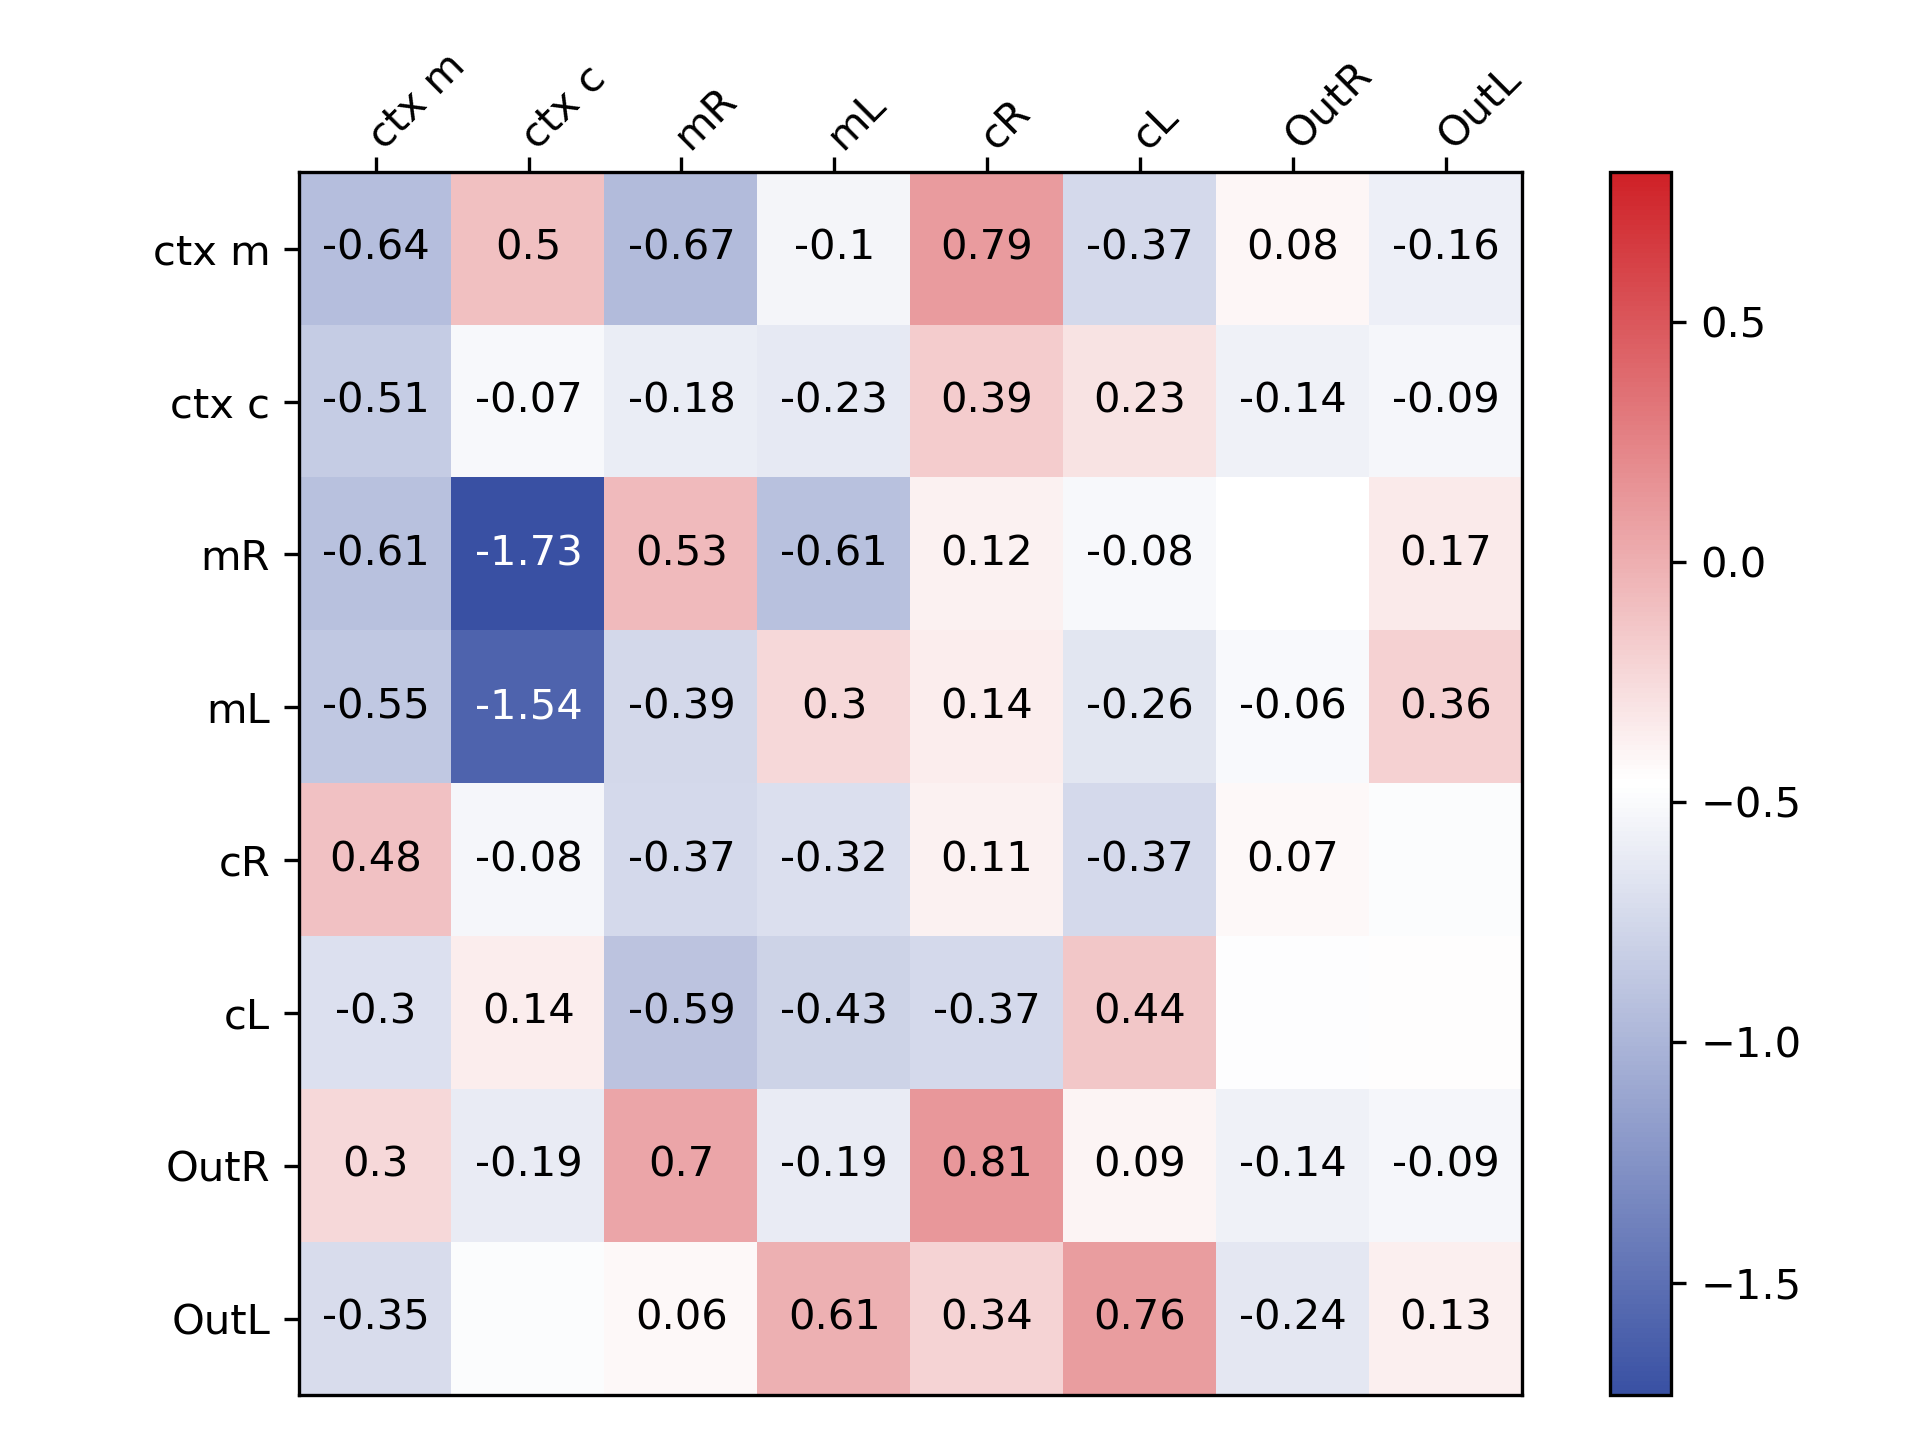 ctx m ctx c mR mL cR cL OutR OutL
ctx m -0.64 0.5 -0.67 -0.1 0.79 -0.37 0.08 -0.16
ctx c -0.51 -0.07 -0.18 -0.23 0.39 0.23 -0.14 -0.09
mR -0.61 -1.73 0.53 -0.61 0.12 -0.08 0.17
mL -0.55 -1.54 -0.39 0.3 0.14 -0.26 -0.06 0.36
cR 0.48 -0.08 -0.37 -0.32 0.11 -0.37 0.07
cL -0.3 0.14 -0.59 -0.43 -0.37 0.44
OutR 0.3 -0.19 0.7 -0.19 0.81 0.09 -0.14 -0.09
OutL -0.35 0.06 0.61 0.34 0.76 -0.24 0.13
0.5
0.0
−0.5
−1.0
−1.5